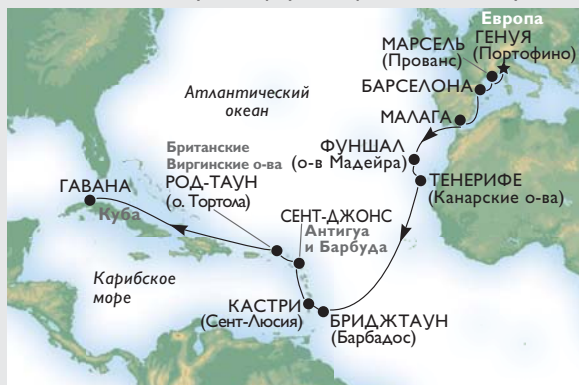 Европа
ГЕНУЯ
(Портофино)
МАРСЕЛЬ
(Прованс)
БАРСЕЛОНА
МАЛАГА
Атлантический
океан
ФУНШАЛ
(о-в Мадейра)
ТЕНЕРИФЕ
(Канарские о-ва)
Британские
Виргинские о-ва
РОД-ТАУН
(о. Тортола)
ГАВАНА
Куба
СЕНТ-ДЖОНС
Антигуа
и Барбуда
Карибское
море
КАСТРИ
(Сент-Люсия)
БРИДЖТАУН
(Барбадос)